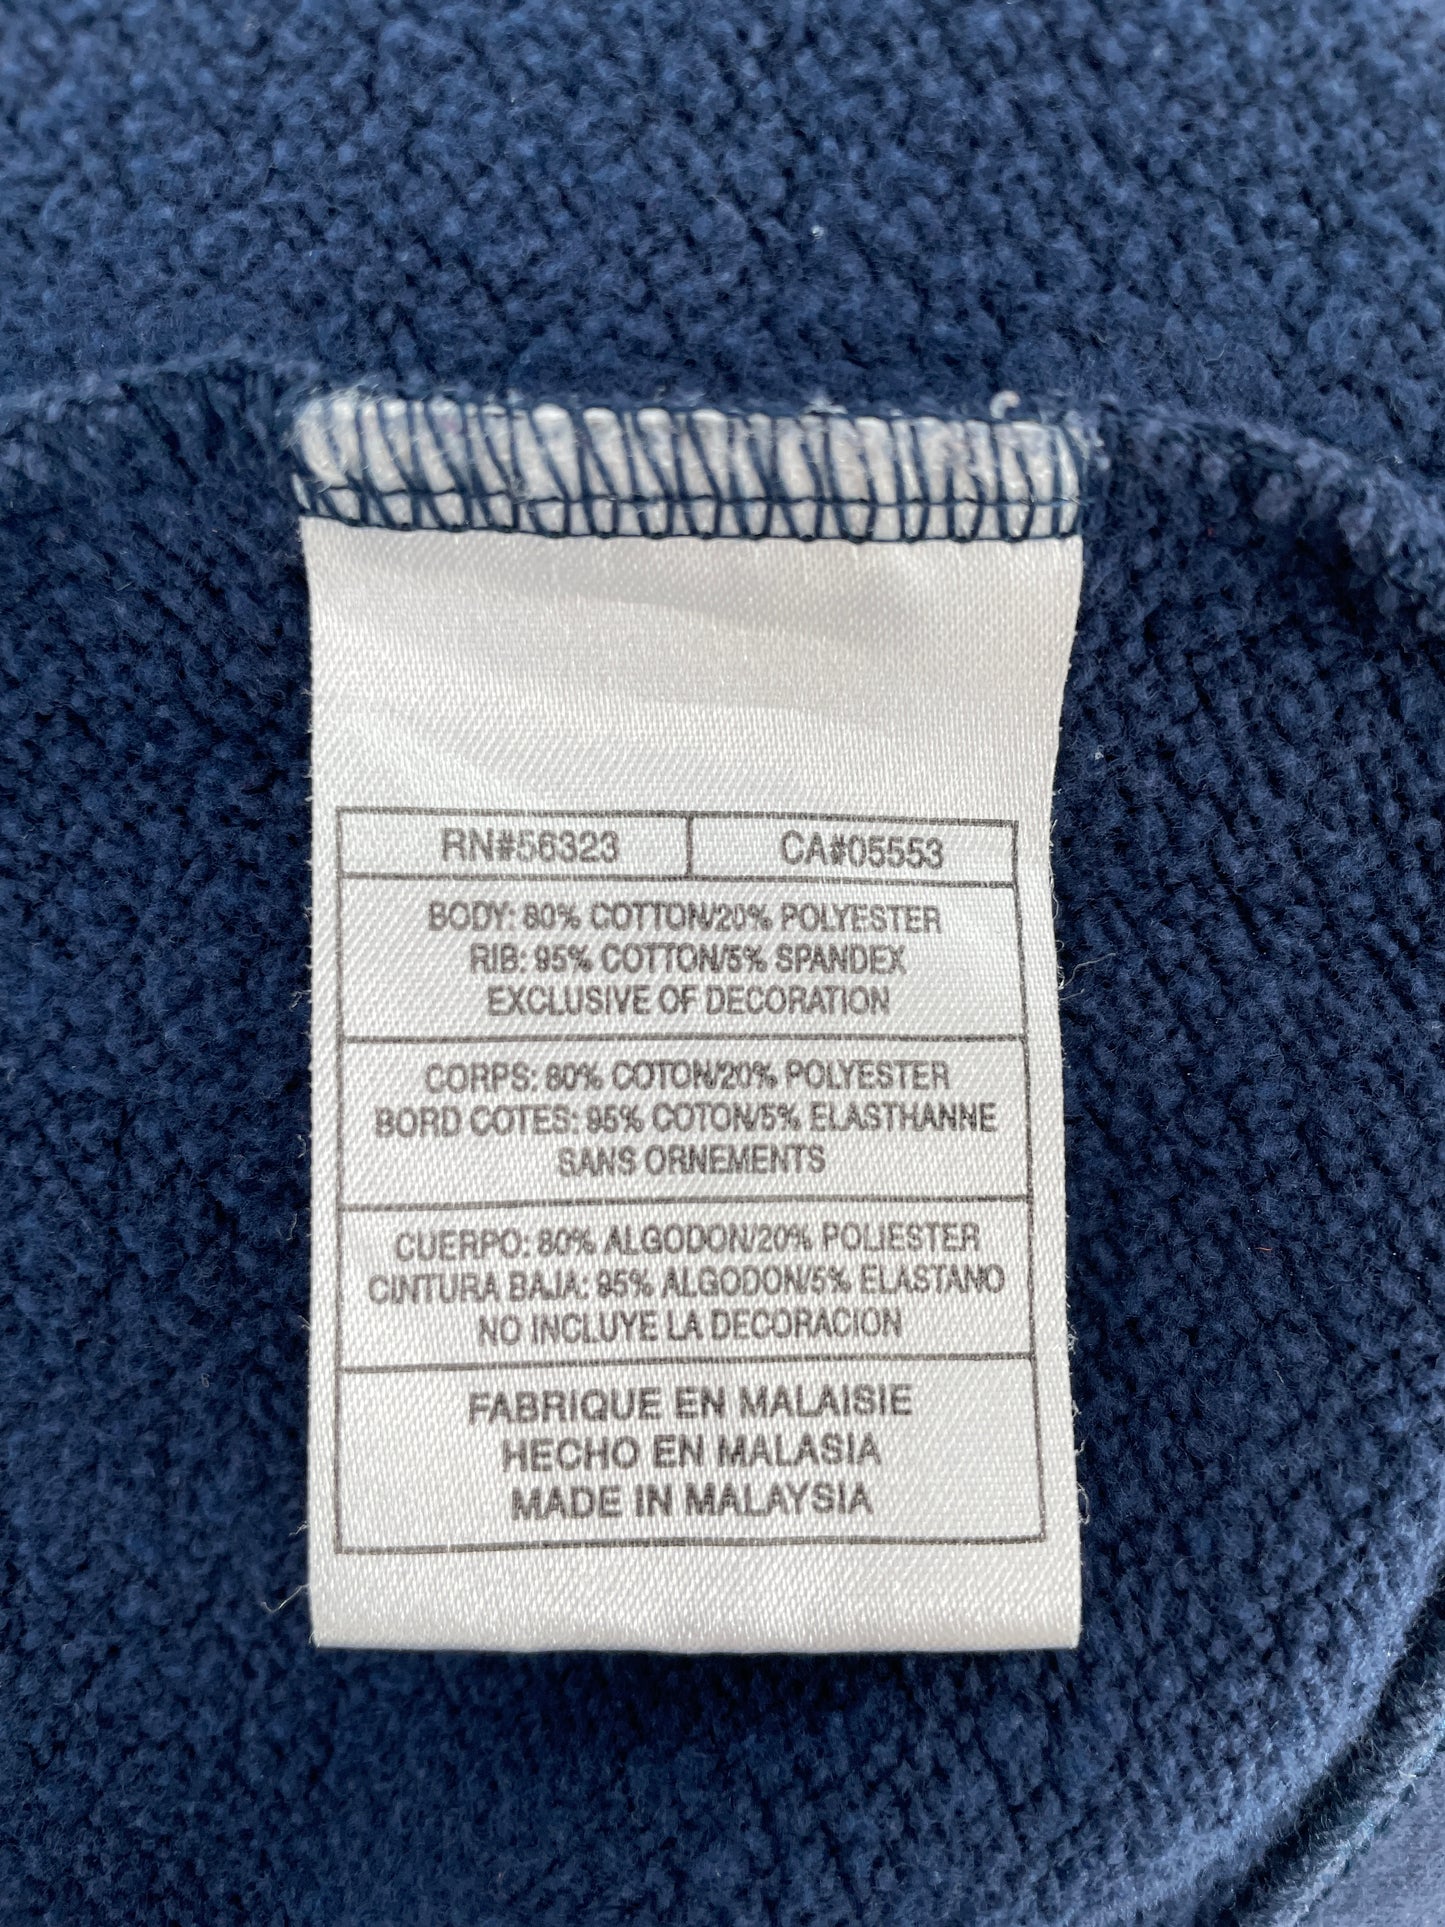 RN#56323 CA#05553
BODY: 80% COTTON/20% POLYESTER
RIB: 95% COTTON/5% SPANDEX
EXCLUSIVE OF DECORATION
CORPS: 80% COTON/20% POLYESTER
BORD COTES: 95% COTON/5% ELASTHANNE
SANS ORNEMENTS
CUERPO: 80% ALGODON/20% POLIESTER
CINTURA BAJA: 95% ALGODON/5% ELASTANO
NO INCLUYE LA DECORACION
FABRIQUE EN MALAISIE
HECHO EN MALASIA
MADE IN MALAYSIA